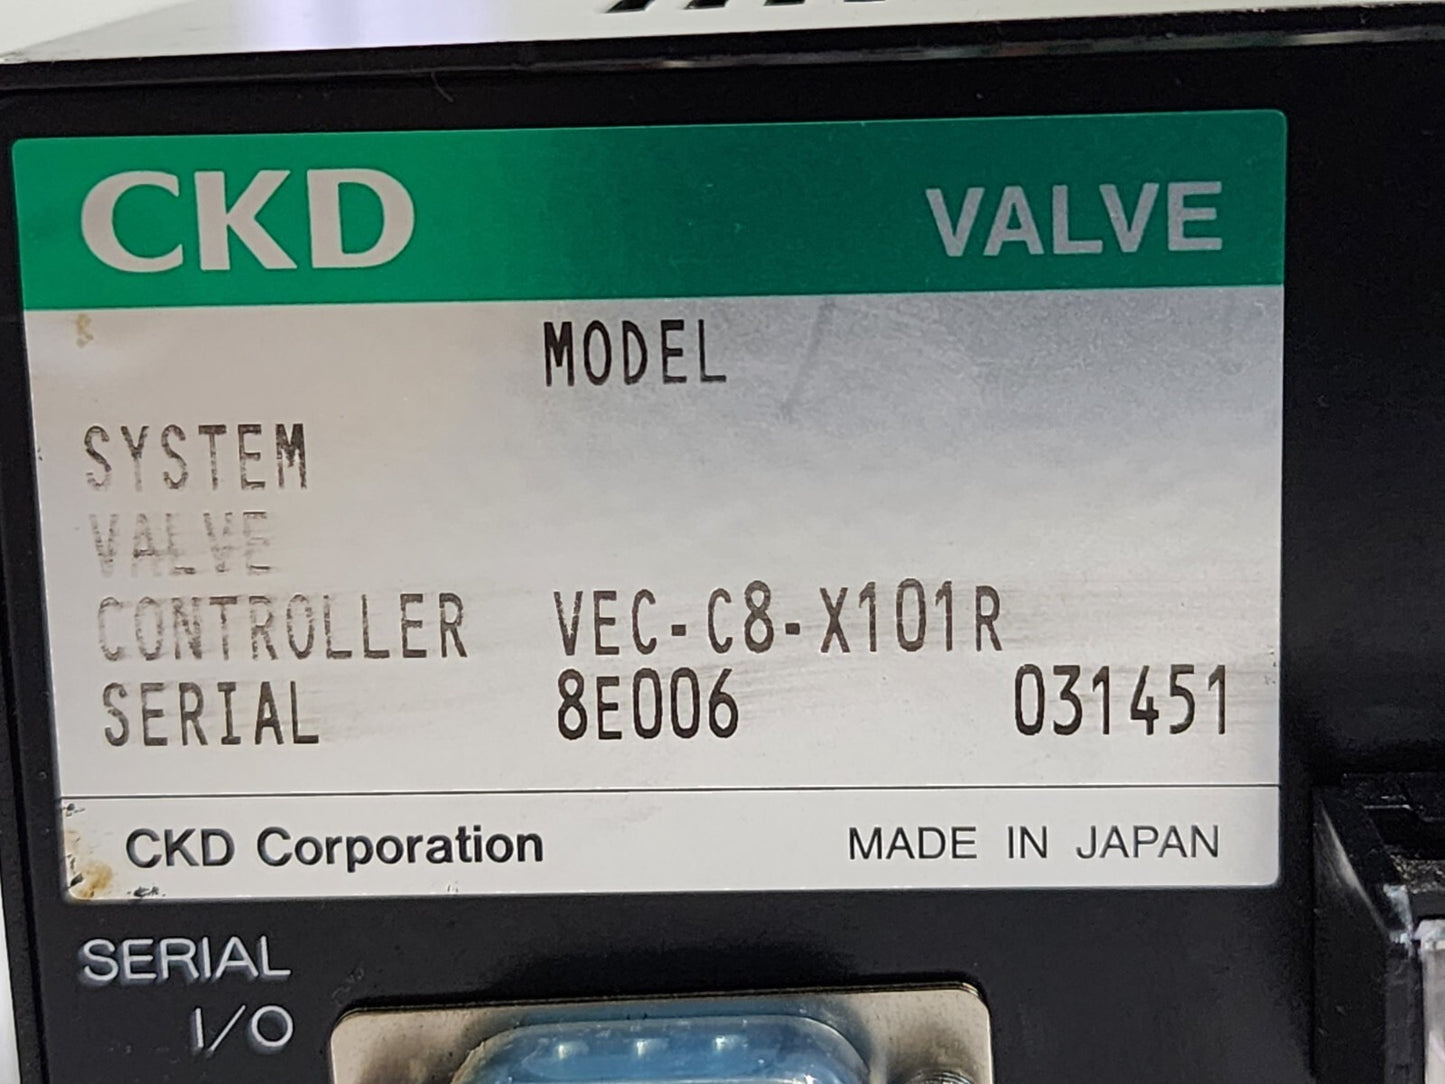 CKD VALVE
MODEL
SYSTEM
VALVE
CONTROLLER VEC-C8-X101R
SERIAL 8E006 031451
CKD Corporation MADE IN JAPAN
SERIAL
I/O